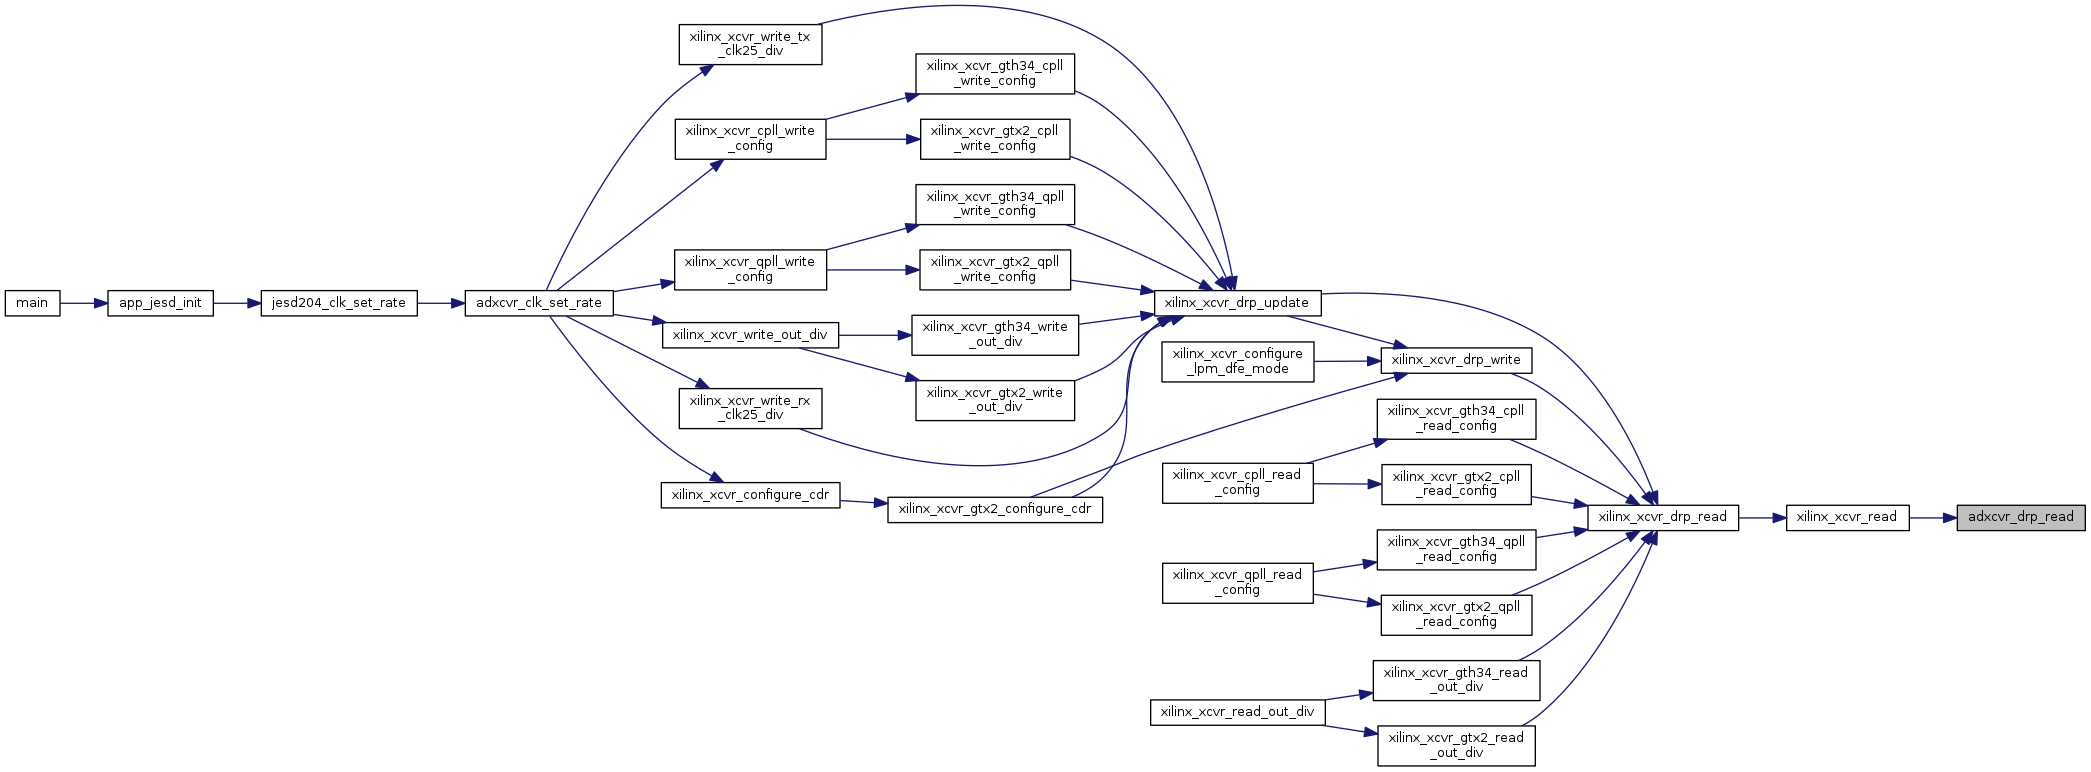 main
app_jesd_init
jesd204_clk_set_rate
adxcvr_clk_set_rate
xilinx_xcvr_write_tx
_clk25_div
xilinx_xcvr_cpll_write
_config
xilinx_xcvr_qpll_write
_config
xilinx_xcvr_write_out_div
xilinx_xcvr_write_rx
_clk25_div
xilinx_xcvr_configure_cdr
xilinx_xcvr_gth34_cpll
_write_config
xilinx_xcvr_gtx2_cpll
_write_config
xilinx_xcvr_gth34_qpll
_write_config
xilinx_xcvr_gtx2_qpll
_write_config
xilinx_xcvr_gth34_write
_out_div
xilinx_xcvr_gtx2_write
_out_div
xilinx_xcvr_gtx2_configure_cdr
xilinx_xcvr_drp_update
xilinx_xcvr_configure
_lpm_dfe_mode
xilinx_xcvr_cpll_read
_config
xilinx_xcvr_qpll_read
_config
xilinx_xcvr_read_out_div
xilinx_xcvr_drp_write
xilinx_xcvr_gth34_cpll
_read_config
xilinx_xcvr_gtx2_cpll
_read_config
xilinx_xcvr_gth34_qpll
_read_config
xilinx_xcvr_gtx2_qpll
_read_config
xilinx_xcvr_gth34_read
_out_div
xilinx_xcvr_gtx2_read
_out_div
xilinx_xcvr_drp_read
xilinx_xcvr_read
adxcvr_drp_read